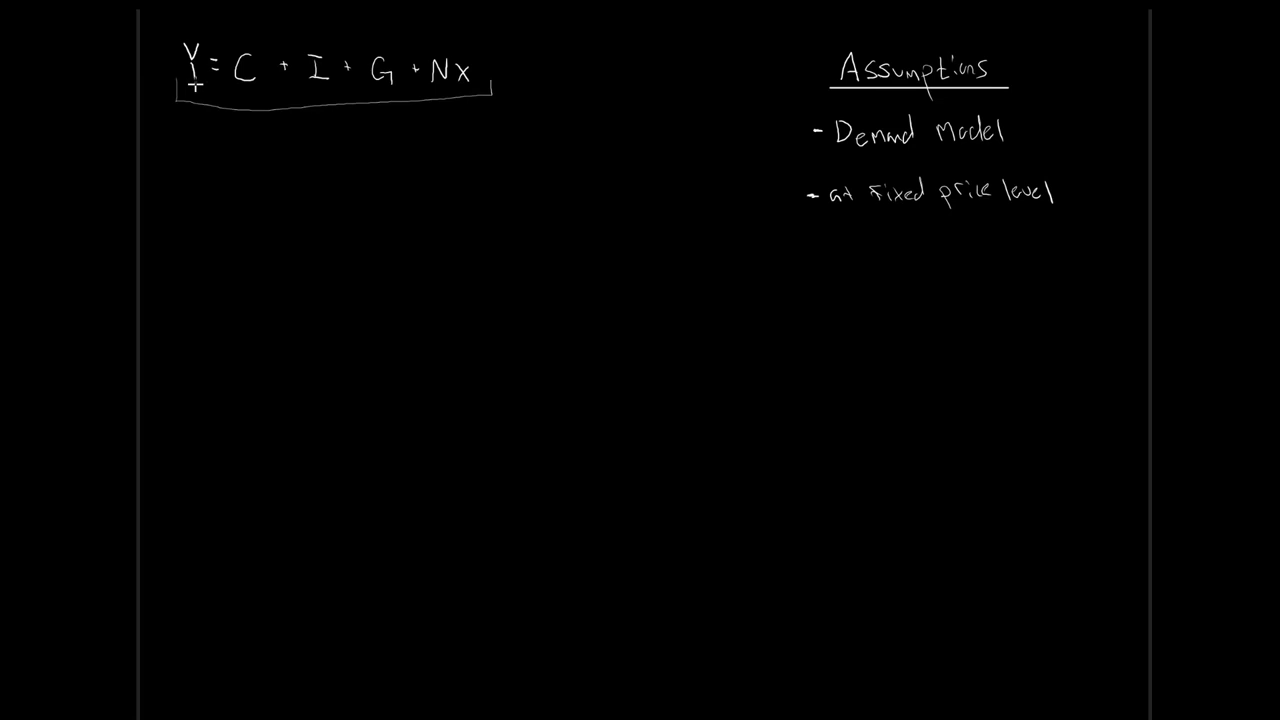 Y = C + I + G + Nx
Assumptions
- Demand Model
- at fixed price level